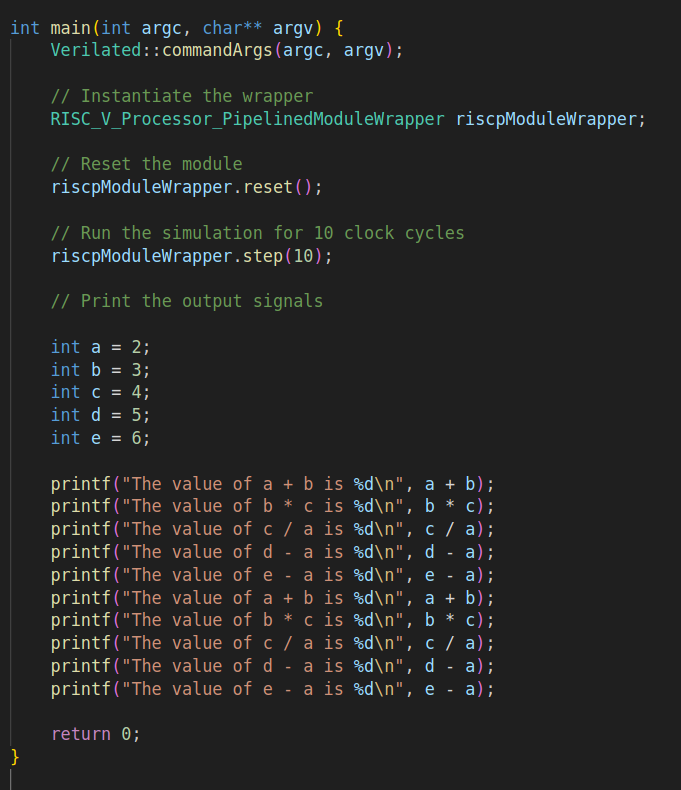 int main(int argc, char** argv) {
    Verilated::commandArgs(argc, argv);
    // Instantiate the wrapper
    RISC_V_Processor_PipelinedModuleWrapper riscpModuleWrapper;
    // Reset the module
    riscpModuleWrapper.reset();
    // Run the simulation for 10 clock cycles
    riscpModuleWrapper.step(10);
    // Print the output signals
    int a = 2;
    int b = 3;
    int c = 4;
    int d = 5;
    int e = 6;
    printf("The value of a + b is %d\n", a + b);
    printf("The value of b * c is %d\n", b * c);
    printf("The value of c / a is %d\n", c / a);
    printf("The value of d - a is %d\n", d - a);
    printf("The value of e - a is %d\n", e - a);
    printf("The value of a + b is %d\n", a + b);
    printf("The value of b * c is %d\n", b * c);
    printf("The value of c / a is %d\n", c / a);
    printf("The value of d - a is %d\n", d - a);
    printf("The value of e - a is %d\n", e - a);
    return 0;
}